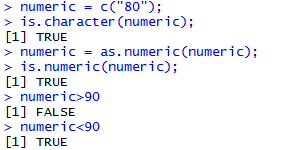 > numeric = c("80");
> is.character(numeric);
[1] TRUE
> numeric = as.numeric(numeric);
> is.numeric(numeric);
[1] TRUE
> numeric>90
[1] FALSE
> numeric<90
[1] TRUE